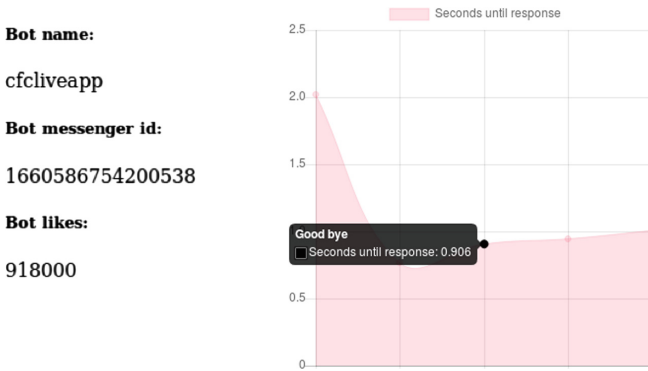 Bot name:
cfcliveapp
Bot messenger id:
1660586754200538
Bot likes:
918000
Seconds until response
2.5
2.0
1.5
Good bye
Seconds until response: 0.906
0.5
0